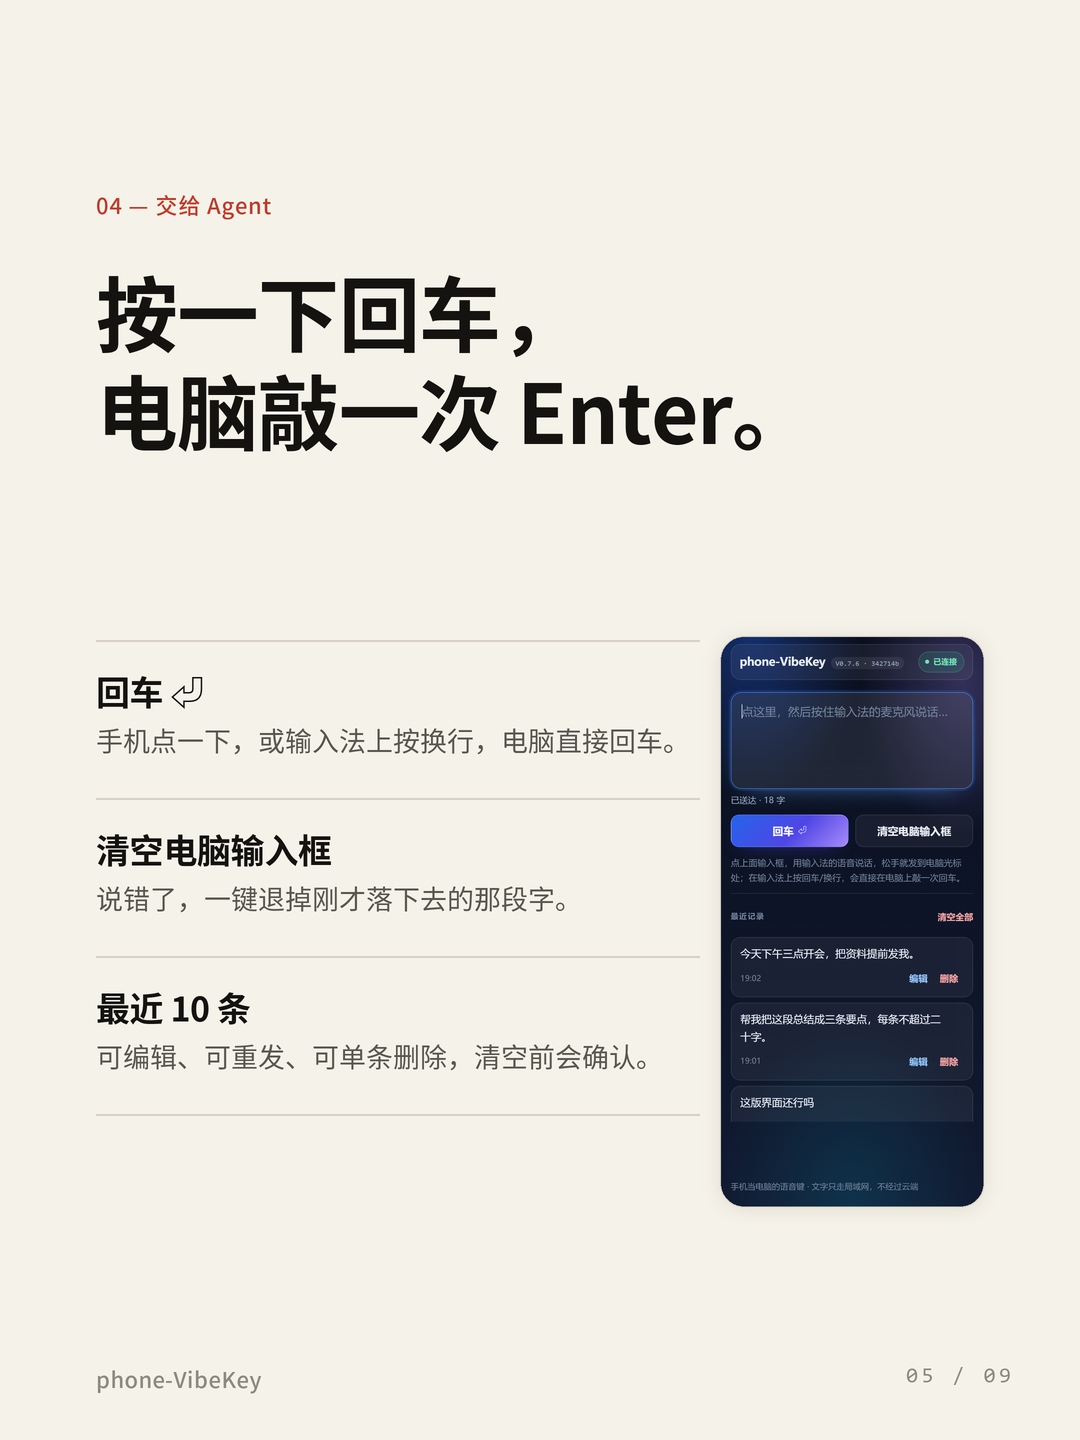 04 — 交给 Agent
按一下回车，
电脑敲一次 Enter。
回车 ⏎
手机点一下，或输入法上按换行，电脑直接回车。
清空电脑输入框
说错了，一键退掉刚才落下去的那段字。
最近 10 条
可编辑、可重发、可单条删除，清空前会确认。
phone-VibeKey V0.7.6 · 342714b 已连接
点这里，然后按住输入法的麦克风说话...
已送达 · 18 字
回车 ⏎ 清空电脑输入框
点上面输入框，用输入法的语音说话，松手就发到电脑光标
处；在输入法上按回车/换行，会直接在电脑上敲一次回车。
最近记录 清空全部
今天下午三点开会，把资料提前发我。
19:02 编辑 删除
帮我把这段总结成三条要点，每条不超过二
十字。
19:01 编辑 删除
这版界面还行吗
手机当电脑的语音键 · 文字只走局域网，不经过云端
phone-VibeKey 05 / 09